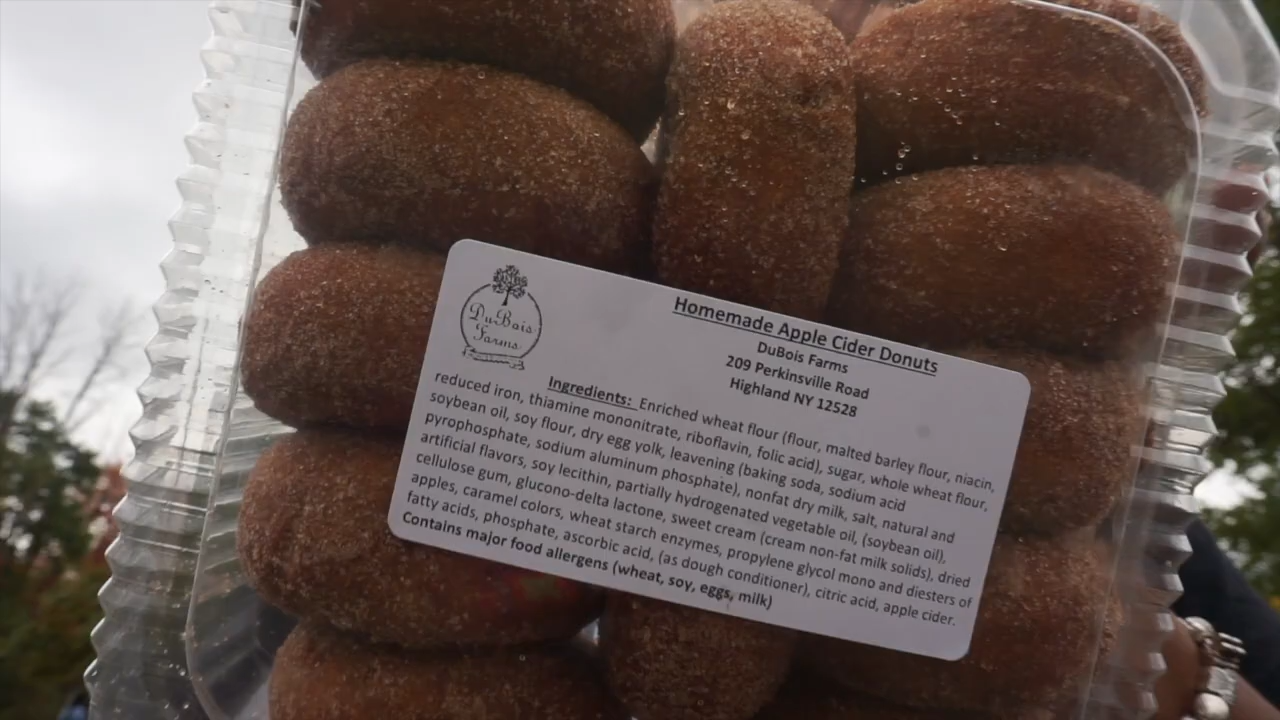 DuBois
Farms
Homemade Apple Cider Donuts
DuBois Farms
209 Perkinsville Road
Highland NY 12528
Ingredients: Enriched wheat flour (flour, malted barley flour, niacin,
reduced iron, thiamine mononitrate, riboflavin, folic acid), sugar, whole wheat flour,
soybean oil, soy flour, dry egg yolk, leavening (baking soda, sodium acid
pyrophosphate, sodium aluminum phosphate), nonfat dry milk, salt, natural and
artificial flavors, soy lecithin, partially hydrogenated vegetable oil, (soybean oil),
cellulose gum, glucono-delta lactone, sweet cream (cream non-fat milk solids), dried
apples, caramel colors, wheat starch enzymes, propylene glycol mono and diesters of
fatty acids, phosphate, ascorbic acid, (as dough conditioner), citric acid, apple cider.
Contains major food allergens (wheat, soy, eggs, milk)